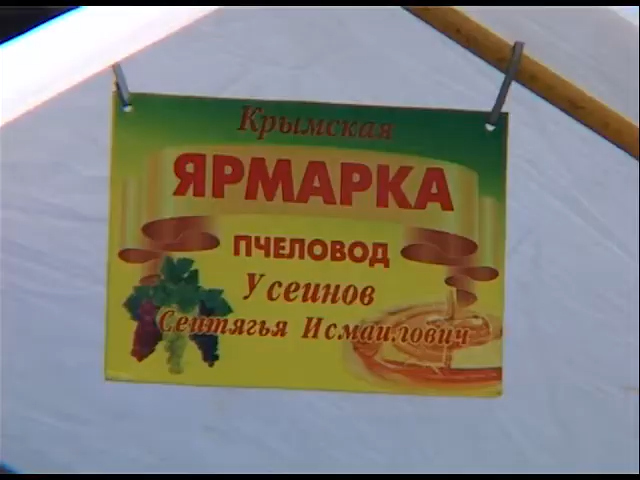 Крымская
ЯРМАРКА
ПЧЕЛОВОД
Усеинов
Сеитягья Исмаилович